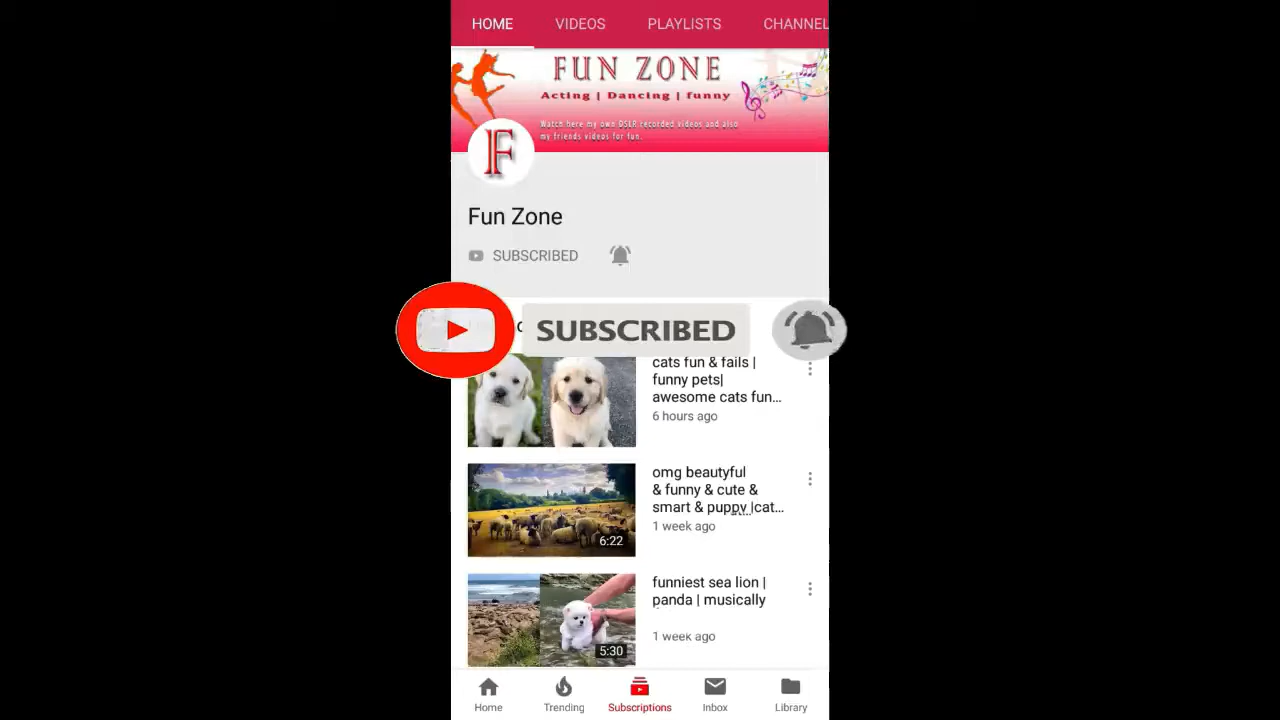 HOME VIDEOS PLAYLISTS CHANNEL
FUN ZONE
Acting | Dancing | funny
Watch here my own DSLR recorded videos and also
my friends videos for fun.
F
Fun Zone
SUBSCRIBED
SUBSCRIBED
cats fun & fails |
funny pets|
awesome cats fun...
6 hours ago
omg beautyful
& funny & cute &
smart & puppy |cat...
1 week ago
6:22
funniest sea lion |
panda | musically
1 week ago
5:30
Home Trending Subscriptions Inbox Library